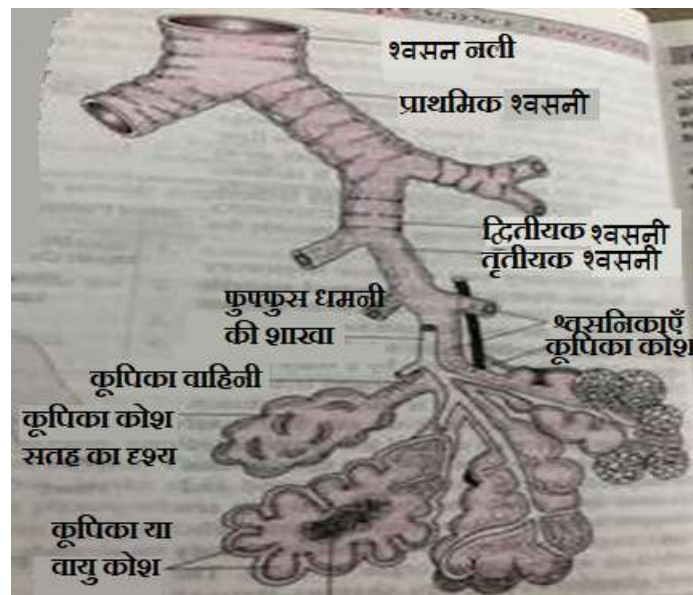 श्वसन नली
प्राथमिक श्वसनी
द्वितीयक श्वसनी
तृतीयक श्वसनी
फुफ्फुस धमनी
की शाखा
श्वसनिकाएँ
कूपिका कोश
कूपिका वाहिनी
कूपिका कोश
सतह का दृश्य
कूपिका या
वायु कोश